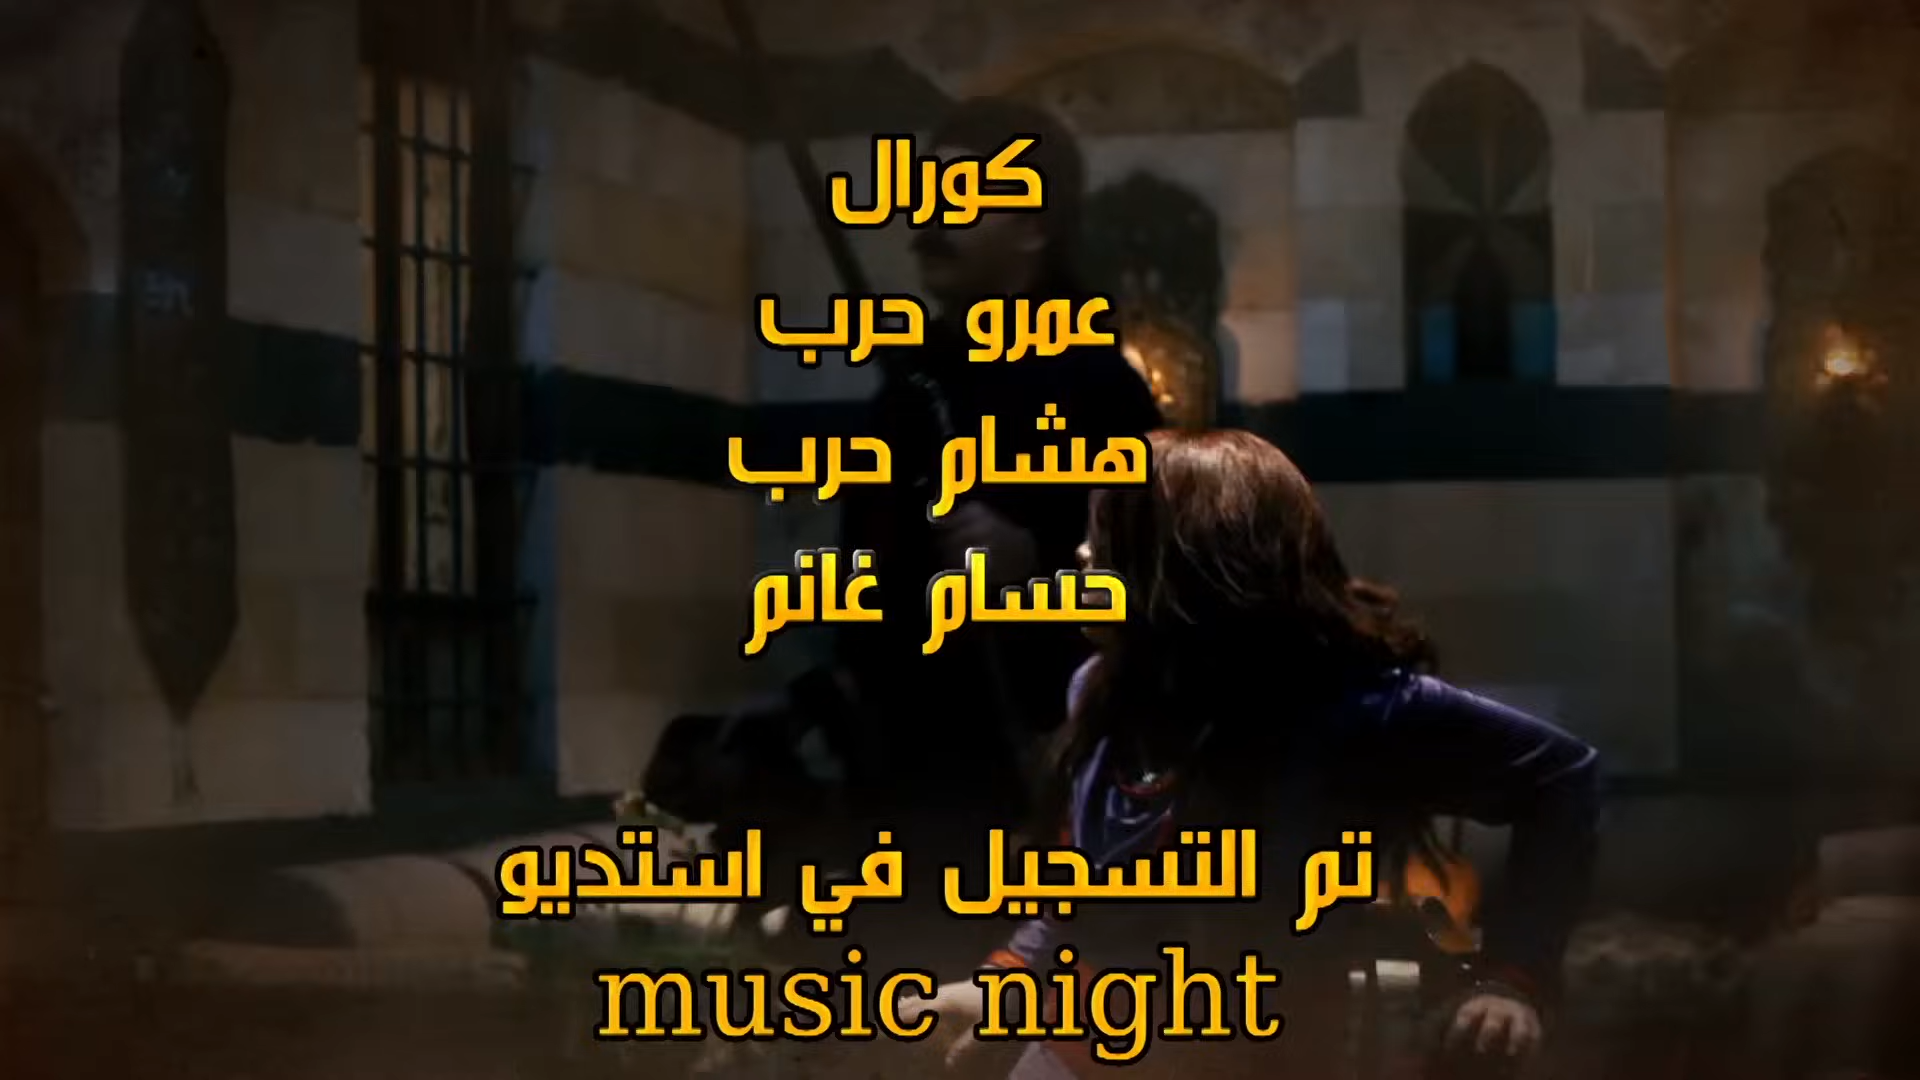 كورال
عمرو حرب
هشام حرب
حسام غانم
تم التسجيل في استديو
music night